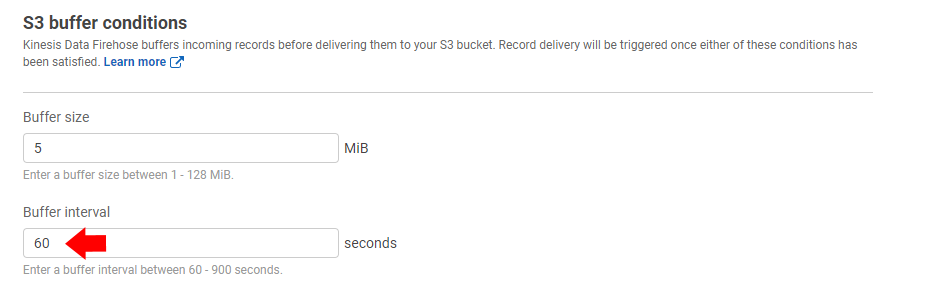 S3 buffer conditions
Kinesis Data Firehose buffers incoming records before delivering them to your S3 bucket. Record delivery will be triggered once either of these conditions has
been satisfied. Learn more
Buffer size
5 MiB
Enter a buffer size between 1 - 128 MiB.
Buffer interval
60 seconds
Enter a buffer interval between 60 - 900 seconds.